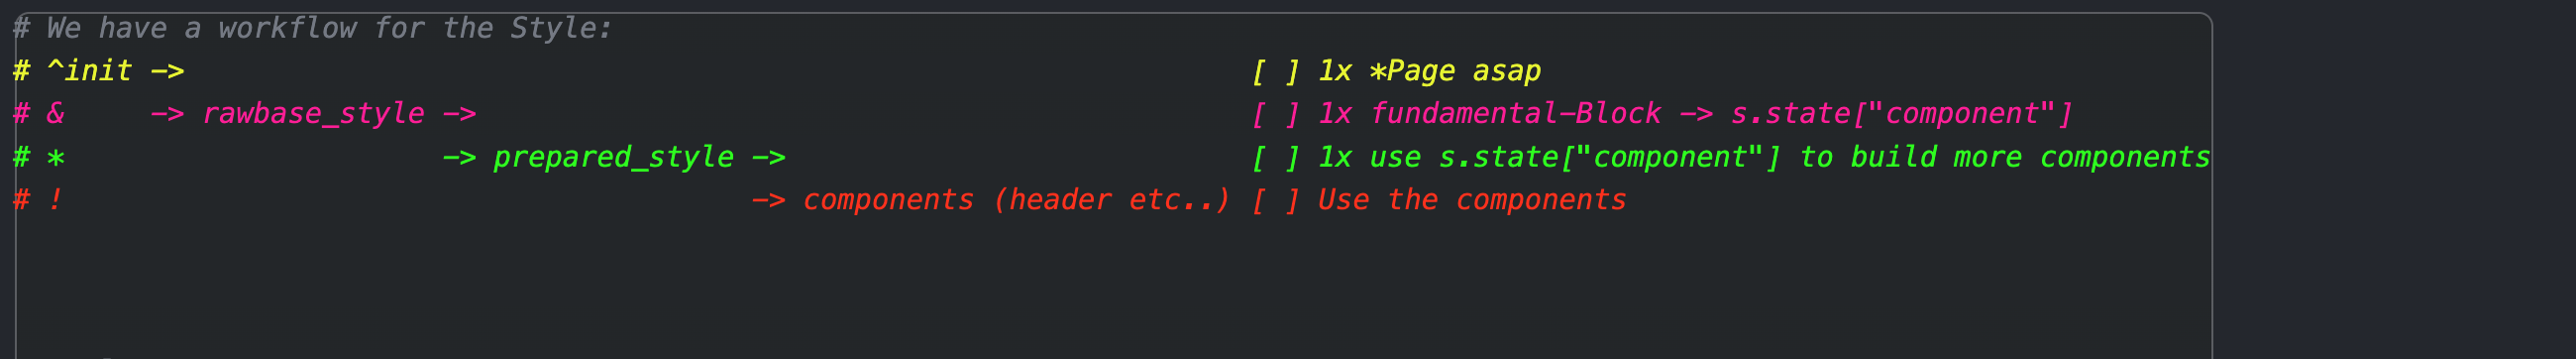 # We have a workflow for the Style:
# ^init -> [ ] 1x *Page asap
# & -> rawbase_style -> [ ] 1x fundamental-Block -> s.state["component"]
# * -> prepared_style -> [ ] 1x use s.state["component"] to build more components
# ! -> components (header etc..) [ ] Use the components